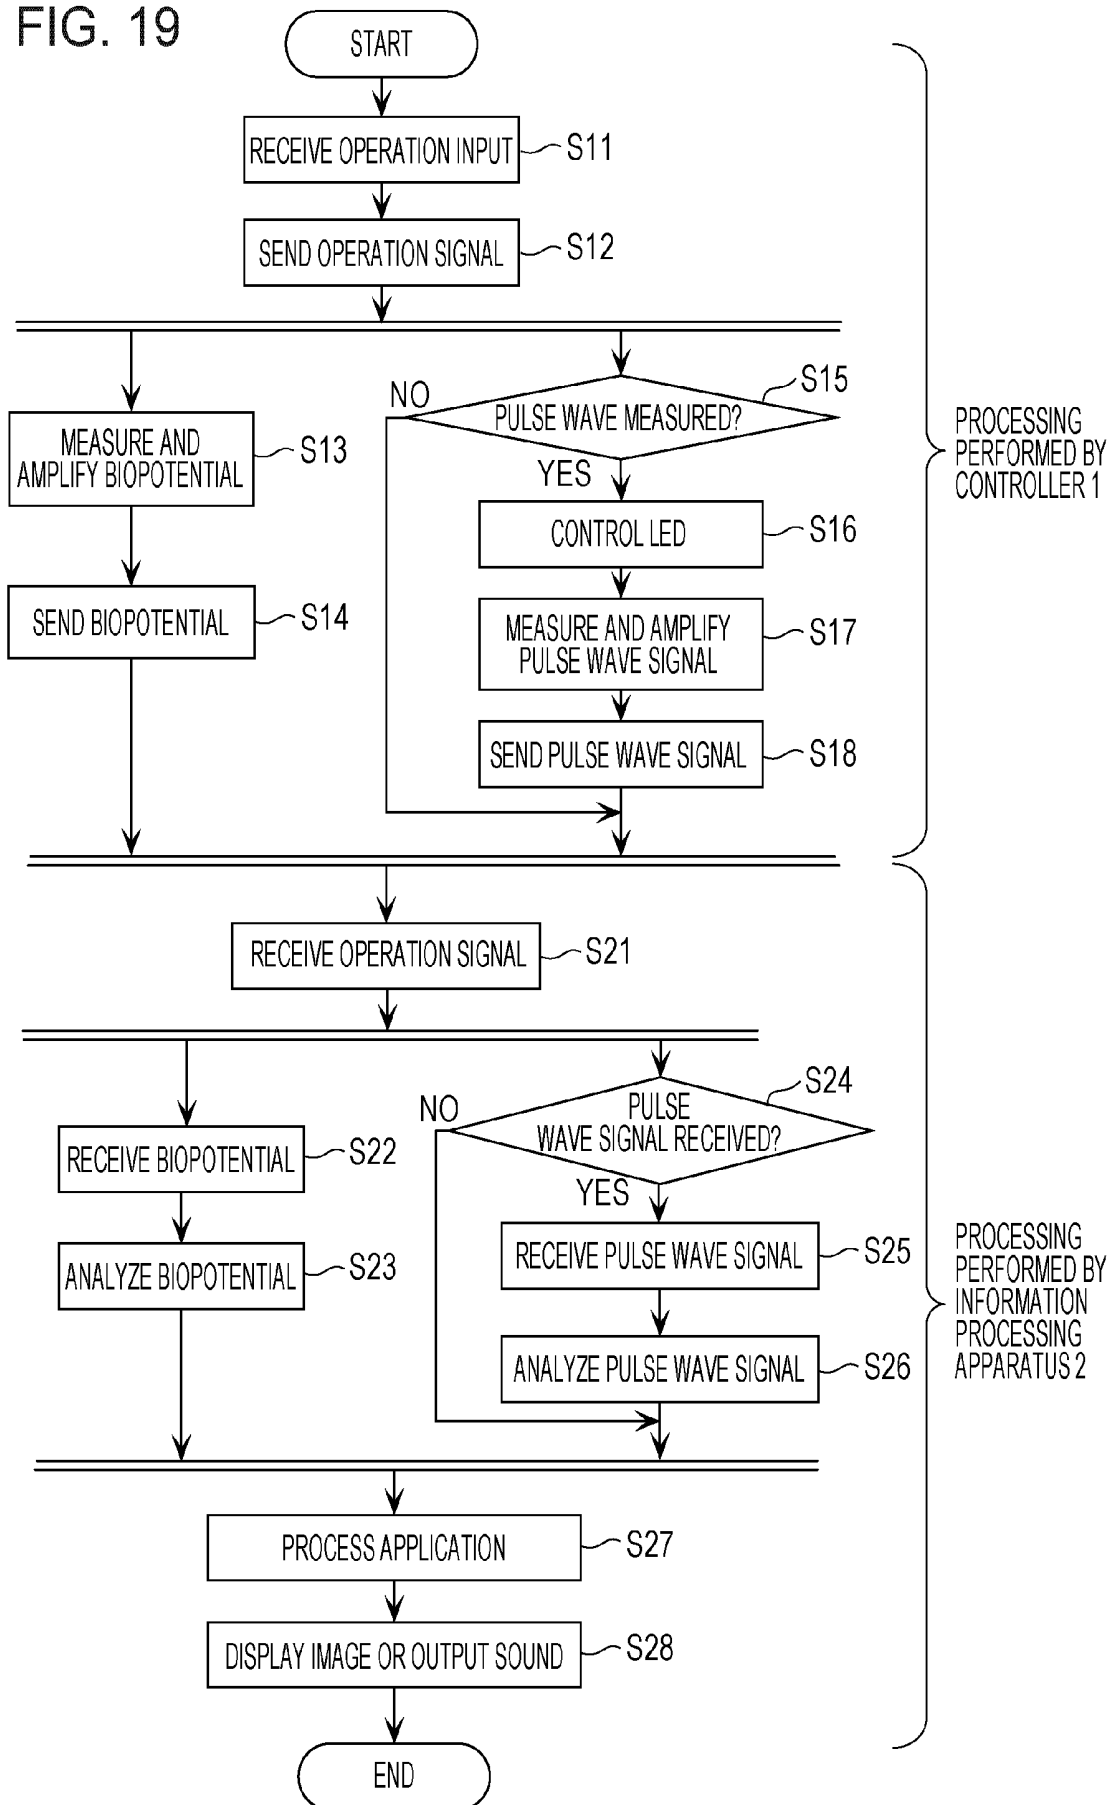 FIG. 19
START
RECEIVE OPERATION INPUT
S11
SEND OPERATION SIGNAL
S12
MEASURE AND
AMPLIFY BIOPOTENTIAL
S13
SEND BIOPOTENTIAL
S14
PULSE WAVE MEASURED?
S15
NO
YES
CONTROL LED
S16
MEASURE AND AMPLIFY
PULSE WAVE SIGNAL
S17
SEND PULSE WAVE SIGNAL
S18
PROCESSING
PERFORMED BY
CONTROLLER 1
RECEIVE OPERATION SIGNAL
S21
RECEIVE BIOPOTENTIAL
S22
ANALYZE BIOPOTENTIAL
S23
PULSE
WAVE SIGNAL RECEIVED?
S24
NO
YES
RECEIVE PULSE WAVE SIGNAL
S25
ANALYZE PULSE WAVE SIGNAL
S26
PROCESSING
PERFORMED BY
INFORMATION
PROCESSING
APPARATUS 2
PROCESS APPLICATION
S27
DISPLAY IMAGE OR OUTPUT SOUND
S28
END